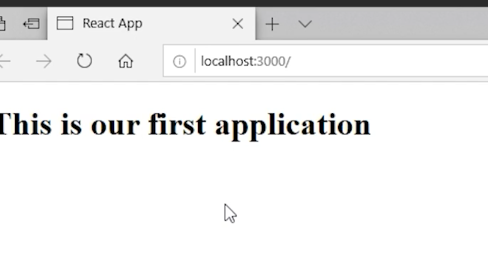 React App
localhost:3000/
This is our first application